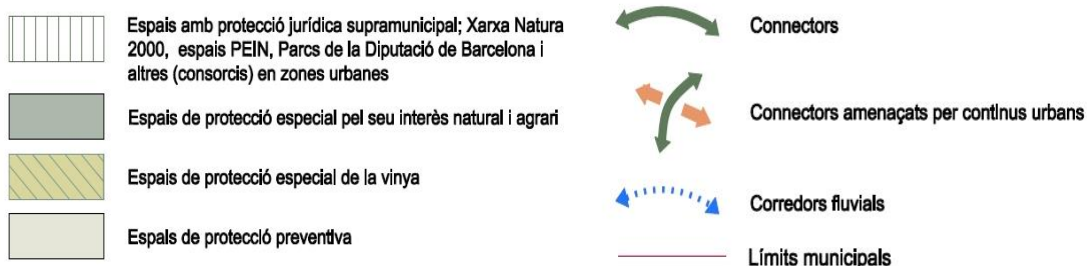 Espais amb protecció jurídica supramunicipal; Xarxa Natura
2000, espais PEIN, Parcs de la Diputació de Barcelona i
altres (consorcis) en zones urbanes
Espais de protecció especial pel seu interès natural i agrari
Espais de protecció especial de la vinya
Espais de protecció preventiva
Connectors
Connectors amenaçats per continus urbans
Corredors fluvials
Límits municipals